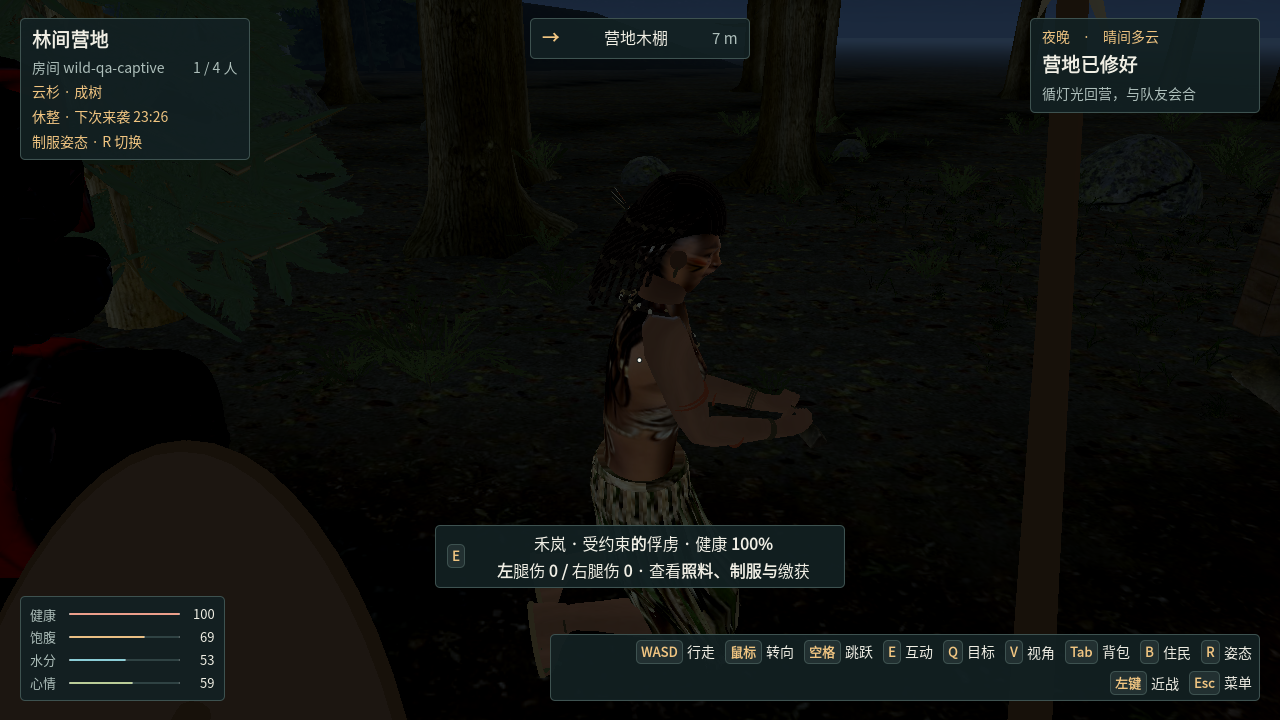 林间营地
房间 wild-qa-captive 1 / 4 人
云杉 · 成树
休整 · 下次来袭 23:26
制服姿态 · R 切换
→ 营地木棚 7 m
夜晚 · 晴间多云
营地已修好
循灯光回营，与队友会合
E
禾岚 · 受约束的俘虏 · 健康 100%
左腿伤 0 / 右腿伤 0 · 查看照料、制服与缴获
健康 100
饱腹 69
水分 53
心情 59
WASD 行走 鼠标 转向 空格 跳跃 E 互动 Q 目标 V 视角 Tab 背包 B 住民 R 姿态
左键 近战 Esc 菜单